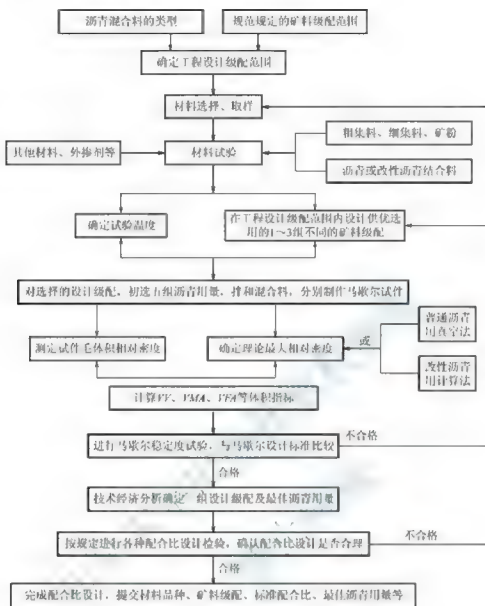 沥青混合料的类型
规范规定的矿料级配范围
确定工程设计级配范围
材料选择、取样
其他材料、外掺剂等
材料试验
粗集料、细集料、矿粉
沥青或改性沥青结合料
确定试验温度
在工程设计级配范围内设计供优选
用的1~3组不同的矿料级配
对选择的设计级配，初选五组沥青用量，拌和混合料，分别制作马歇尔试件
测定试件毛体积相对密度
确定理论最大相对密度
或
普通沥青
用真空法
改性沥青
用计算法
计算VV、VMA、VFA等体积指标
进行马歇尔稳定度试验，与马歇尔设计标准比较
不合格
合格
技术经济分析确定一组设计级配及最佳沥青用量
按规定进行各种配合比设计检验，确认配合比设计是否合理
不合格
合格
完成配合比设计，提交材料品种、矿料级配、标准配合比、最佳沥青用量等